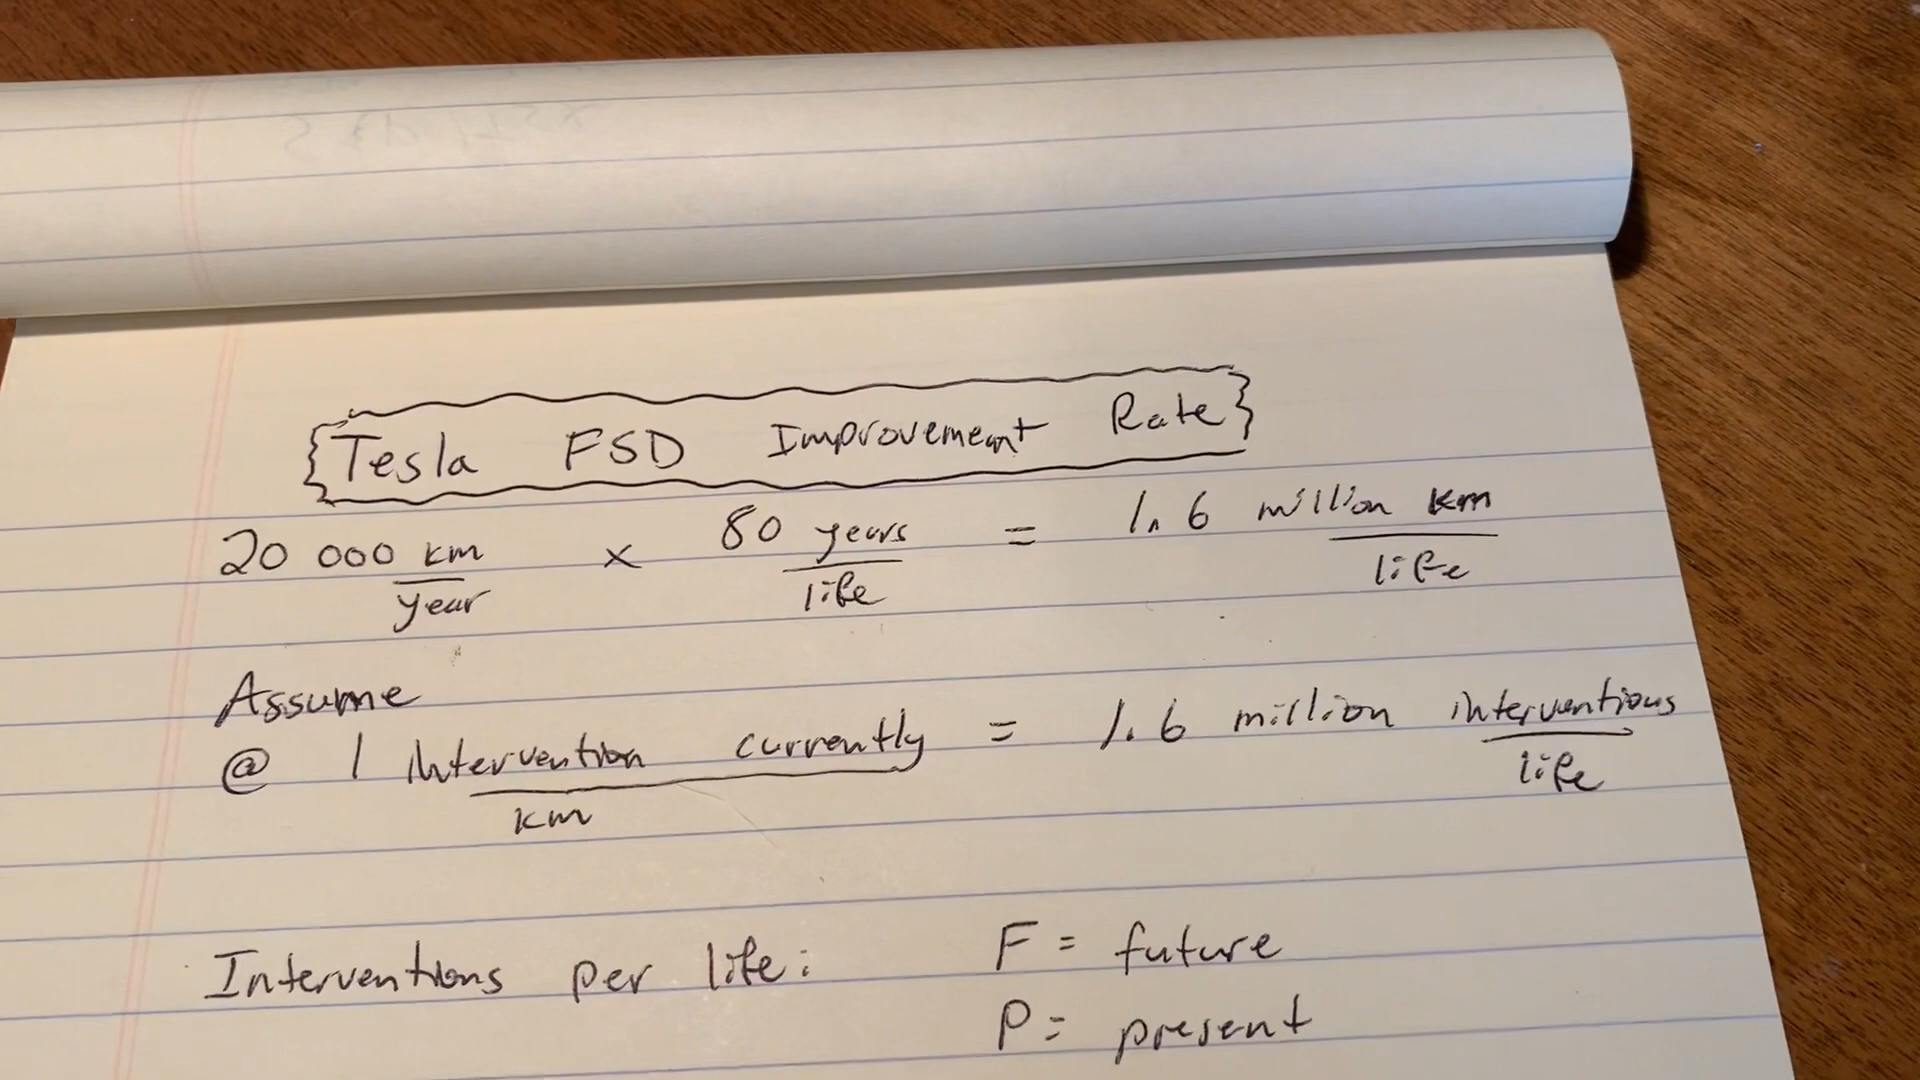 Tesla FSD Improvement Rate
20 000 km/year × 80 years/life = 1.6 million km/life
Assume
@ 1 intervention currently/km = 1.6 million interventions/life
Interventions per life: F = future
P = present